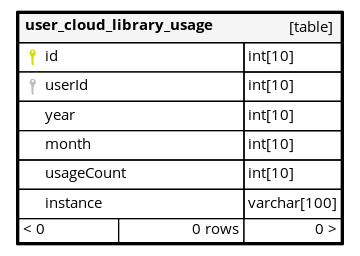 user_cloud_library_usage [table]
id int[10]
userId int[10]
year int[10]
month int[10]
usageCount int[10]
instance varchar[100]
< 0 0 rows 0 >